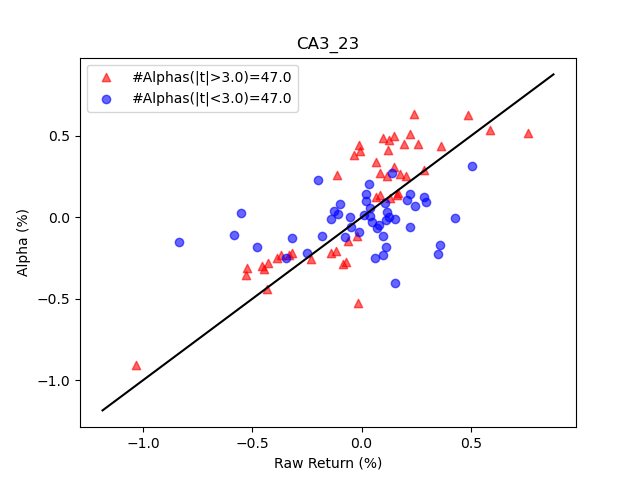 CA3_23
#Alphas(|t|>3.0)=47.0
#Alphas(|t|<3.0)=47.0
Alpha (%)
0.5
0.0
−0.5
−1.0
−1.0 −0.5 0.0 0.5
Raw Return (%)